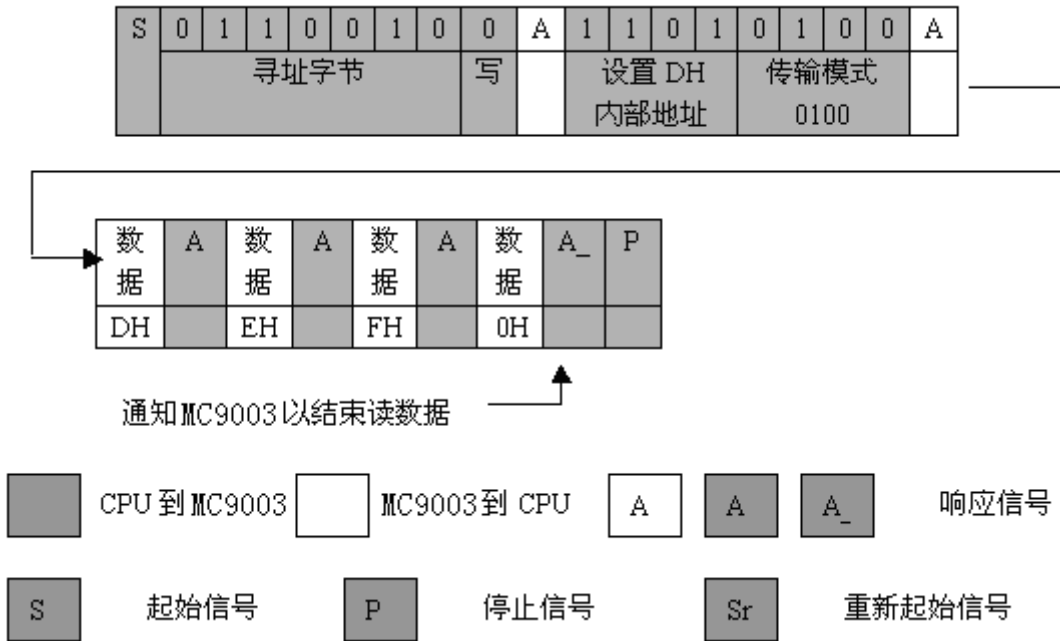 S 0 1 1 0 0 1 0 0 A 1 1 0 1 0 1 0 0 A
寻址字节 写 设置 DH 传输模式
内部地址 0100
数 A 数 A 数 A 数 A_ P
据 据 据 据
DH EH FH 0H
通知MC9003以结束读数据
CPU 到 MC9003 MC9003到 CPU A A A_ 响应信号
S 起始信号 P 停止信号 Sr 重新起始信号